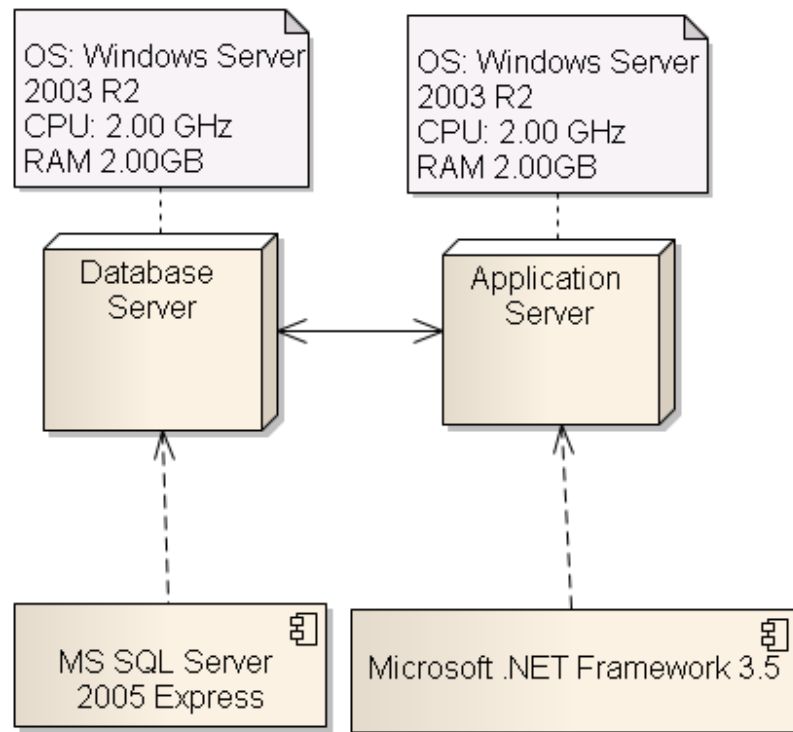 OS: Windows Server
2003 R2
CPU: 2.00 GHz
RAM 2.00GB
OS: Windows Server
2003 R2
CPU: 2.00 GHz
RAM 2.00GB
Database
Server
Application
Server
MS SQL Server
2005 Express
Microsoft .NET Framework 3.5